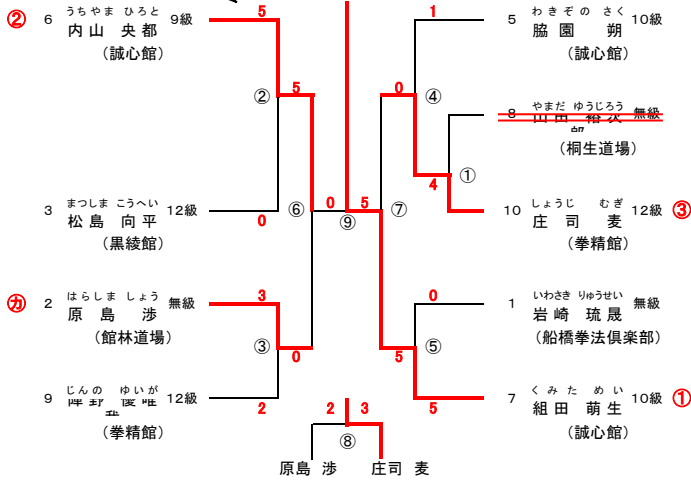 ② 6 うちやま ひろと 9級
内山 央都
（誠心館）
5
②
5
3 まつしま こうへい 12級
松島 向平
（黒綾館）
0
⑥
㋕ 2 はらしま しょう 無級
原島 渉
（館林道場）
3
③
0
9 じんの ゆいが 12級
（拳精館）
2
0 5
⑨
5 わきぞの さく 10級
脇園 朔
（誠心館）
1
0
④
8 やまだ ゆうじろう 無級
山田 裕次
（桐生道場）
①
4
10 しょうじ むぎ 12級 ③
庄司 麦
（拳精館）
⑦
1 いわさき りゅうせい 無級
岩崎 琉晟
（船橋拳法倶楽部）
0
⑤
5
7 くみた めい 10級 ①
組田 萌生
（誠心館）
5
2 3
⑧
原島 渉 庄司 麦